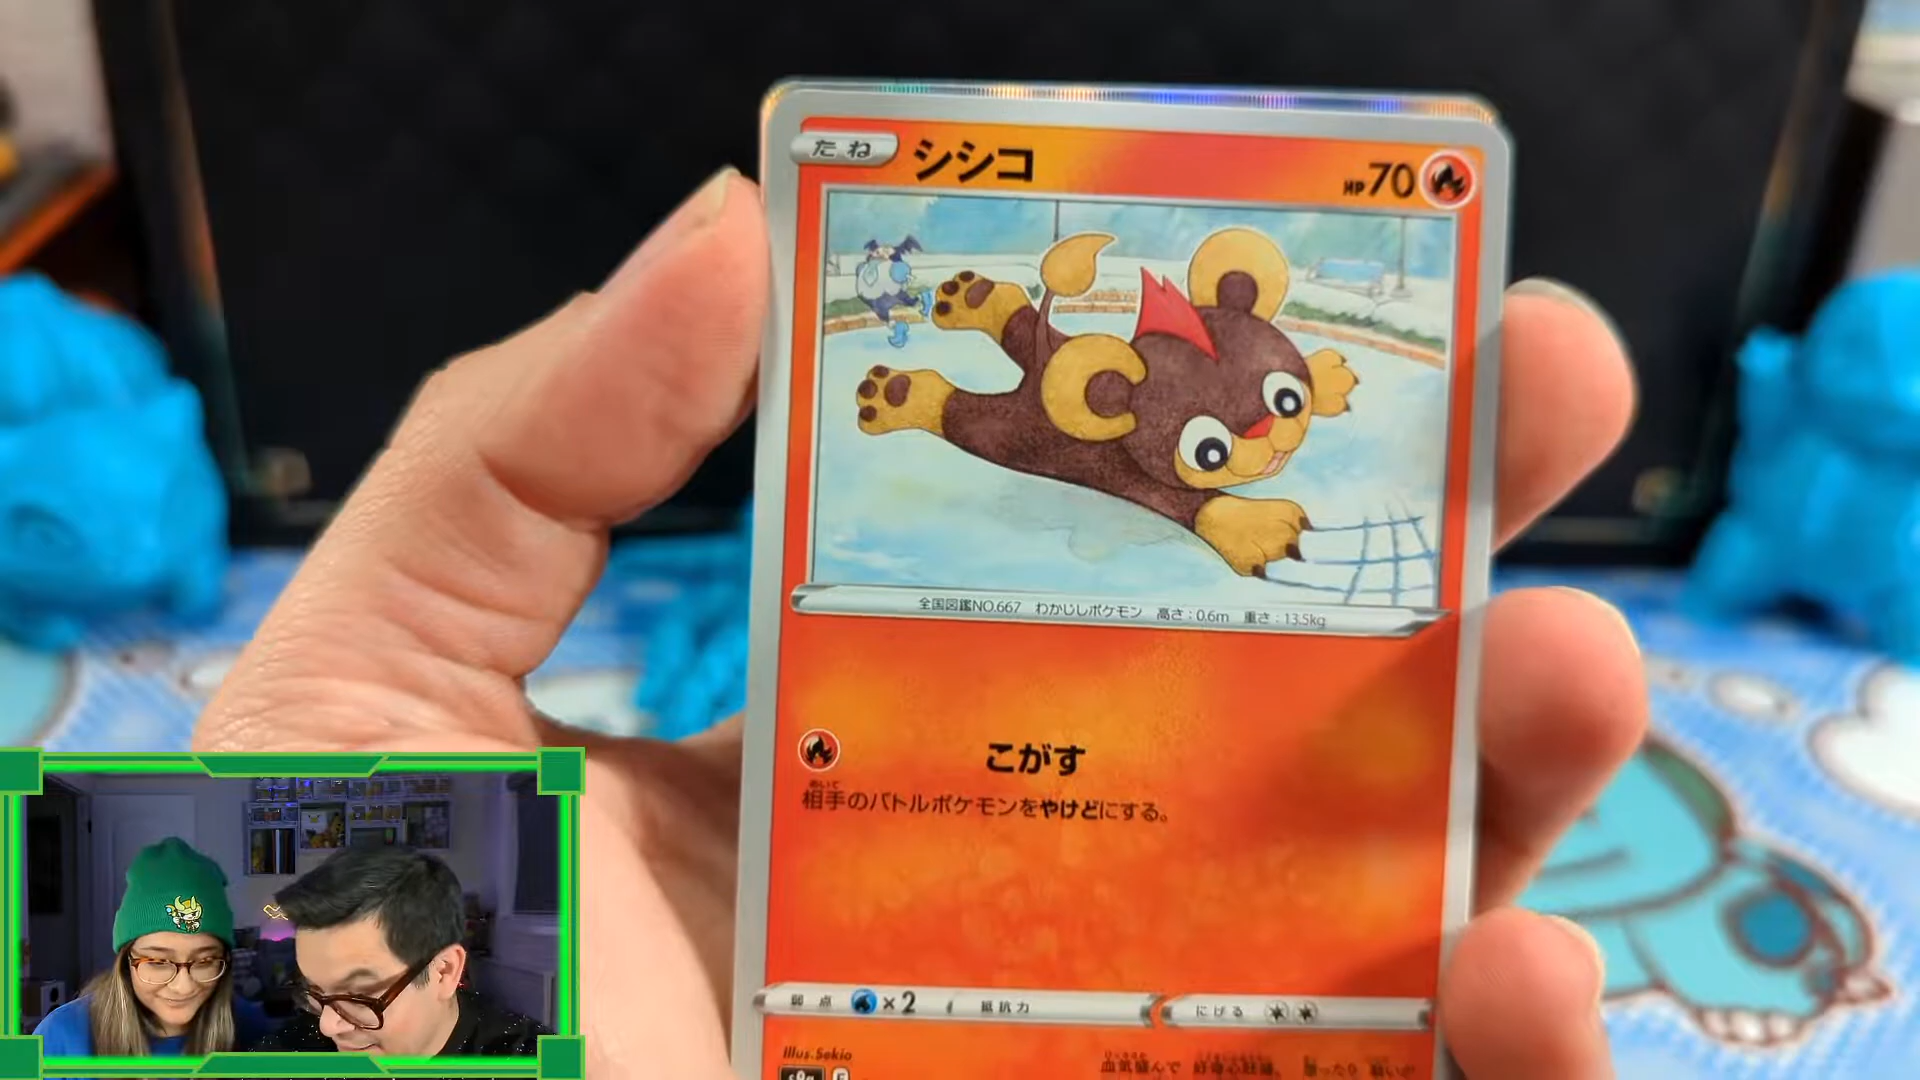 たね シシコ HP70
全国図鑑NO.667 わかじしポケモン 高さ:0.6m 重さ:13.5kg
こがす
相手のバトルポケモンをやけどにする。
弱点 ×2 抵抗力 にげる
Illus.Sekio